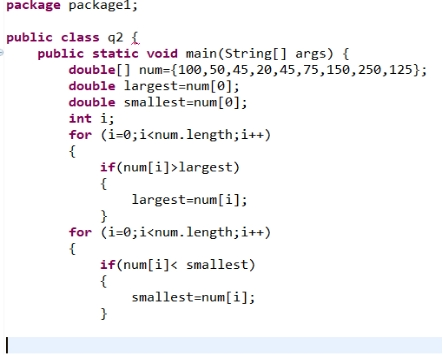 package package1;
public class q2 {
public static void main(String[] args) {
double[] num={100,50,45,20,45,75,150,250,125};
double largest=num[0];
double smallest=num[0];
int i;
for (i=0;i<num.length;i++)
{
if(num[i]>largest)
{
largest=num[i];
}
for (i=0;i<num.length;i++)
{
if(num[i]< smallest)
{
smallest=num[i];
}